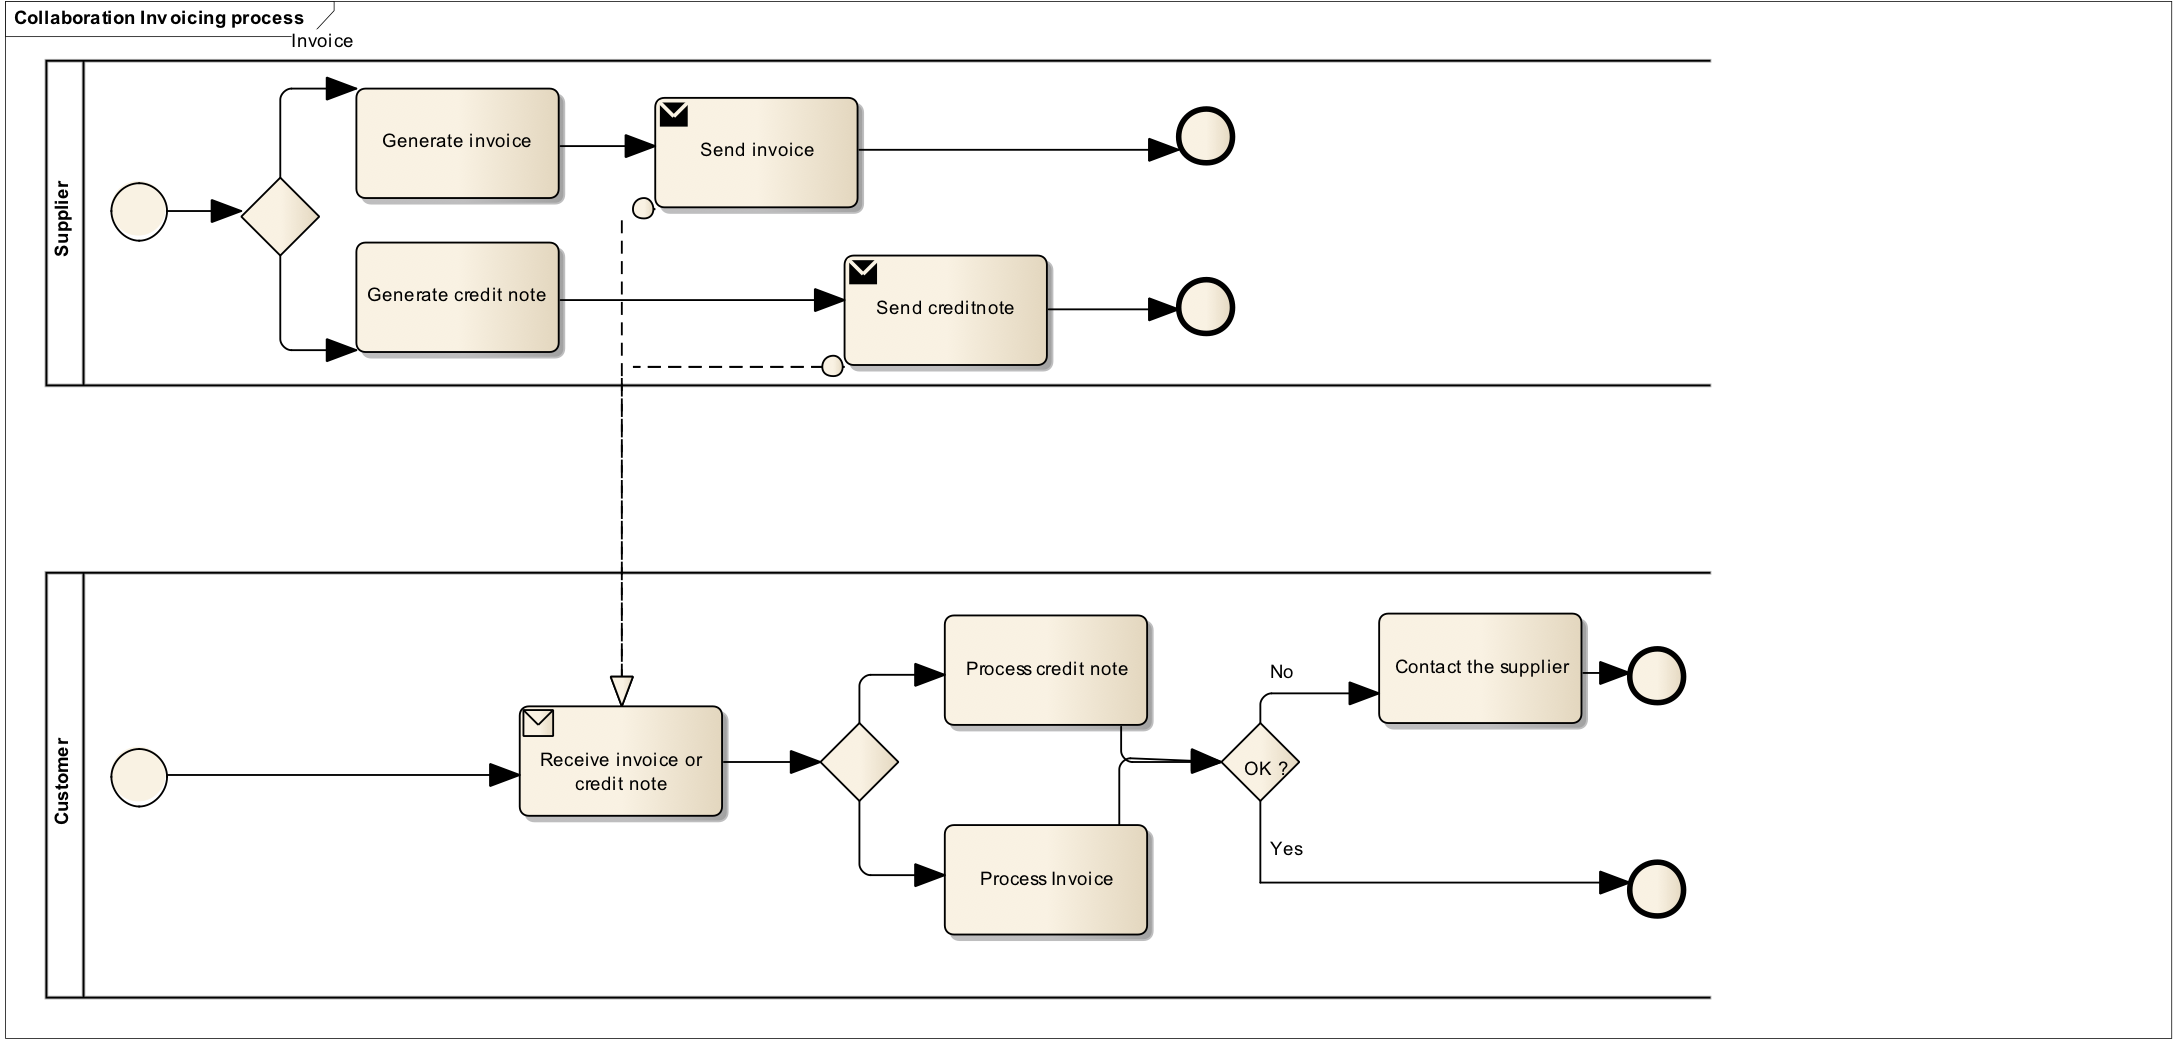 Collaboration Invoicing process
Invoice
Supplier
Generate invoice
Send invoice
Generate credit note
Send creditnote
Customer
Receive invoice or
credit note
Process credit note
Process Invoice
OK ?
No
Yes
Contact the supplier